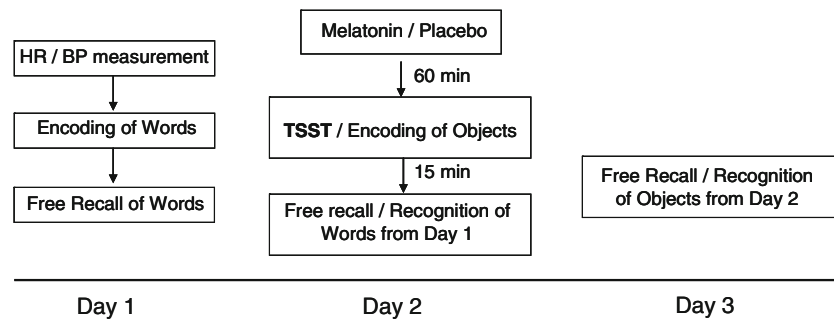 HR / BP measurement
Encoding of Words
Free Recall of Words
Melatonin / Placebo
60 min
TSST / Encoding of Objects
15 min
Free recall / Recognition of
Words from Day 1
Free Recall / Recognition
of Objects from Day 2
Day 1
Day 2
Day 3